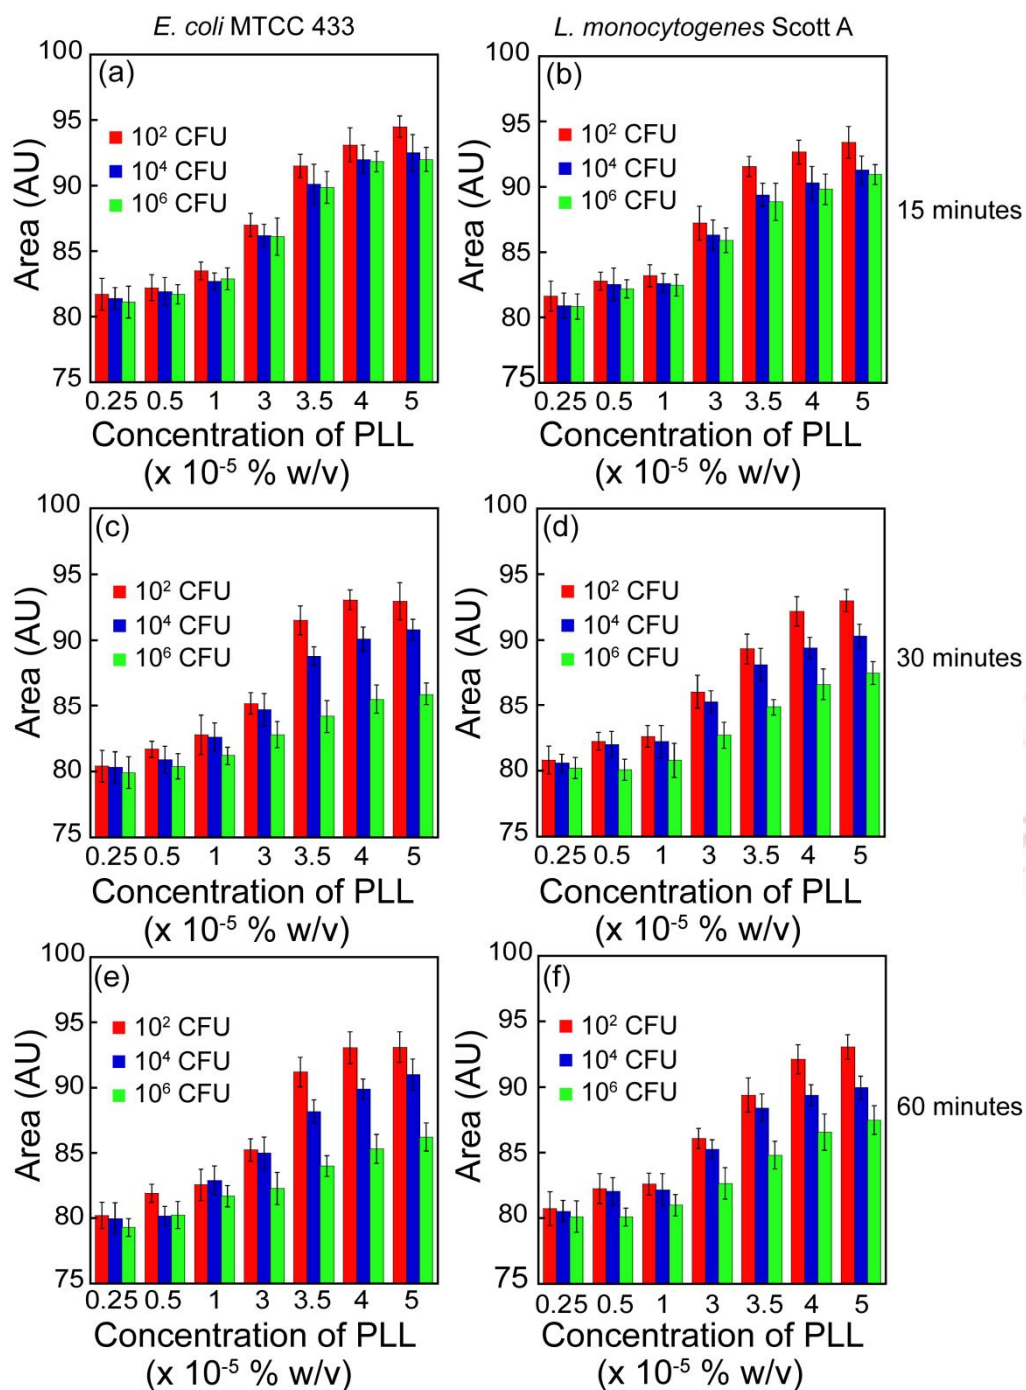 E. coli MTCC 433
L. monocytogenes Scott A
100
95
90
85
80
75
Area (AU)
(a)
10² CFU
10⁴ CFU
10⁶ CFU
0.25 0.5 1 3 3.5 4 5
Concentration of PLL
(x 10⁻⁵ % w/v)
100
95
90
85
80
75
Area (AU)
(b)
10² CFU
10⁴ CFU
10⁶ CFU
0.25 0.5 1 3 3.5 4 5
Concentration of PLL
(x 10⁻⁵ % w/v)
15 minutes
100
95
90
85
80
75
Area (AU)
(c)
10² CFU
10⁴ CFU
10⁶ CFU
0.25 0.5 1 3 3.5 4 5
Concentration of PLL
(x 10⁻⁵ % w/v)
100
95
90
85
80
75
Area (AU)
(d)
10² CFU
10⁴ CFU
10⁶ CFU
0.25 0.5 1 3 3.5 4 5
Concentration of PLL
(x 10⁻⁵ % w/v)
30 minutes
100
95
90
85
80
75
Area (AU)
(e)
10² CFU
10⁴ CFU
10⁶ CFU
0.25 0.5 1 3 3.5 4 5
Concentration of PLL
(x 10⁻⁵ % w/v)
100
95
90
85
80
75
Area (AU)
(f)
10² CFU
10⁴ CFU
10⁶ CFU
0.25 0.5 1 3 3.5 4 5
Concentration of PLL
(x 10⁻⁵ % w/v)
60 minutes